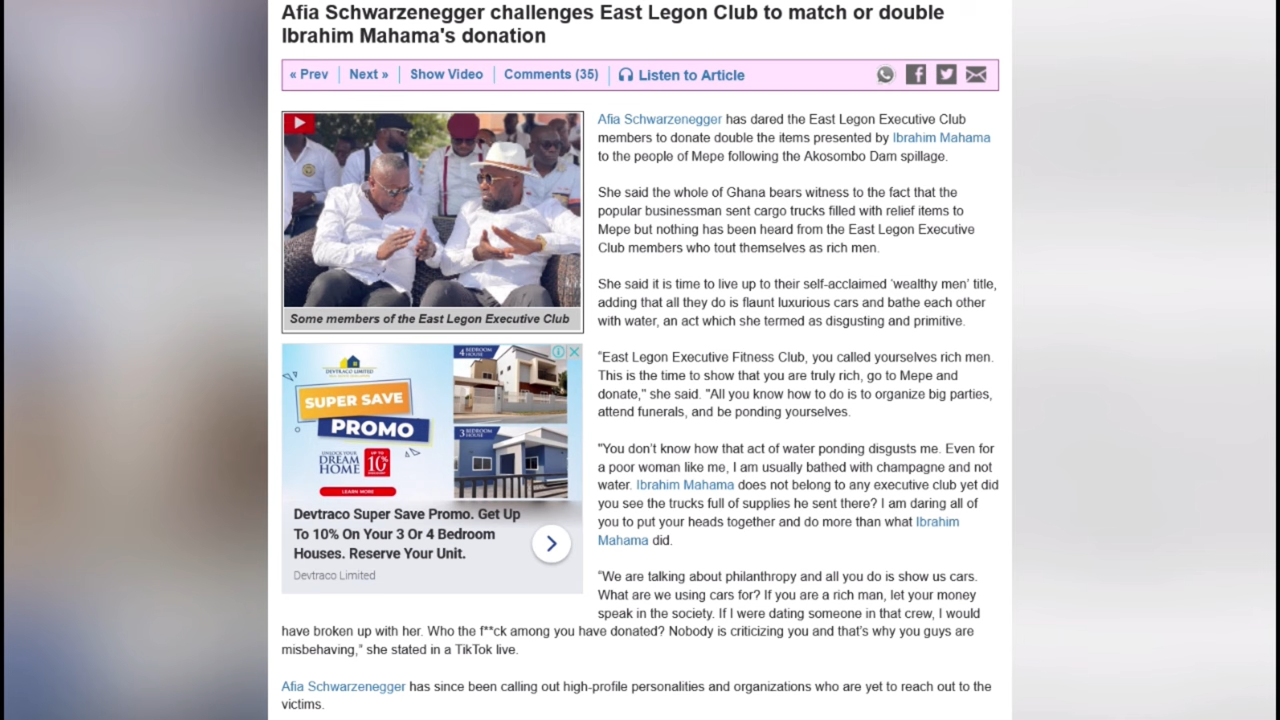 Afia Schwarzenegger challenges East Legon Club to match or double
Ibrahim Mahama's donation
« Prev
Next »
Show Video
Comments (35)
Listen to Article
Some members of the East Legon Executive Club
DEVTRACO LIMITED
SUPER SAVE
PROMO
UNLOCK YOUR
DREAM
HOME
UP TO
10%
LEARN MORE
4 BEDROOM
HOUSE
3 BEDROOM
HOUSE
Devtraco Super Save Promo. Get Up
To 10% On Your 3 Or 4 Bedroom
Houses. Reserve Your Unit.
Devtraco Limited
Afia Schwarzenegger has dared the East Legon Executive Club
members to donate double the items presented by Ibrahim Mahama
to the people of Mepe following the Akosombo Dam spillage.
She said the whole of Ghana bears witness to the fact that the
popular businessman sent cargo trucks filled with relief items to
Mepe but nothing has been heard from the East Legon Executive
Club members who tout themselves as rich men.
She said it is time to live up to their self-acclaimed 'wealthy men' title,
adding that all they do is flaunt luxurious cars and bathe each other
with water, an act which she termed as disgusting and primitive.
"East Legon Executive Fitness Club, you called yourselves rich men.
This is the time to show that you are truly rich, go to Mepe and
donate," she said. "All you know how to do is to organize big parties,
attend funerals, and be ponding yourselves.
"You don't know how that act of water ponding disgusts me. Even for
a poor woman like me, I am usually bathed with champagne and not
water. Ibrahim Mahama does not belong to any executive club yet did
you see the trucks full of supplies he sent there? I am daring all of
you to put your heads together and do more than what Ibrahim
Mahama did.
"We are talking about philanthropy and all you do is show us cars.
What are we using cars for? If you are a rich man, let your money
speak in the society. If I were dating someone in that crew, I would
have broken up with her. Who the f**ck among you have donated? Nobody is criticizing you and that's why you guys are
misbehaving," she stated in a TikTok live.
Afia Schwarzenegger has since been calling out high-profile personalities and organizations who are yet to reach out to the
victims.